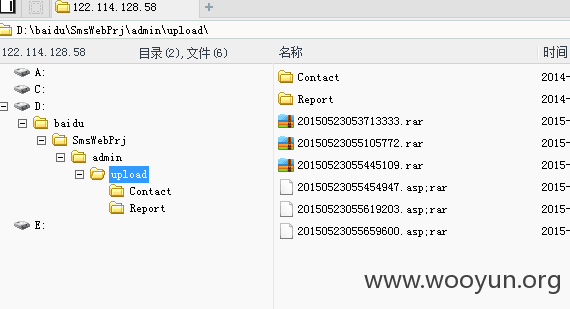 122.114.128.58
D:\baidu\SmsWebPrj\admin\upload\
122.114.128.58 目录(2),文件(6) 名称 时间
A:
C:
D:
baidu
SmsWebPrj
admin
upload
Contact
Report
E:
Contact 2014-
Report 2014-
20150523053713333.rar 2015-
20150523055105772.rar 2015-
20150523055445109.rar 2015-
20150523055454947.asp;rar 2015-
20150523055619203.asp;rar 2015-
20150523055659600.asp;rar 2015-
www.wooyun.org